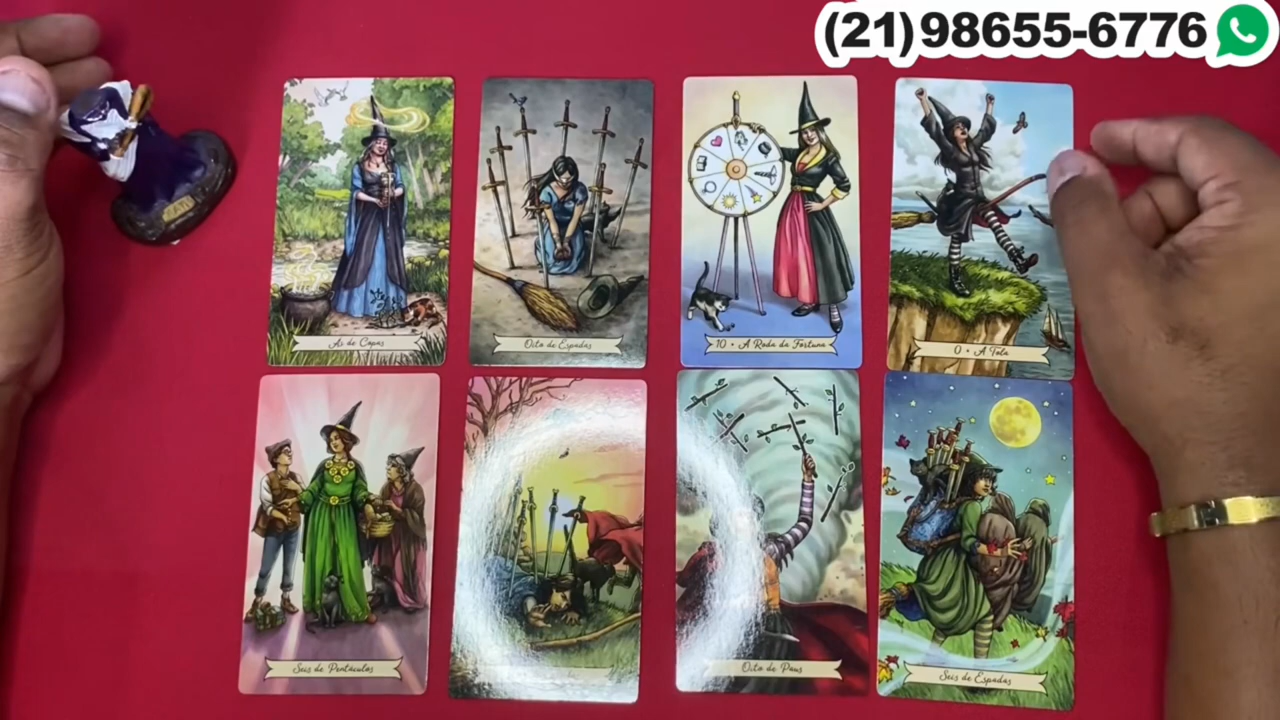 (21)98655-6776
Ás de Copas
Oito de Espadas
10 • A Roda da Fortuna
0 • A Tola
Seis de Pentáculos
Oito de Paus
Seis de Espadas